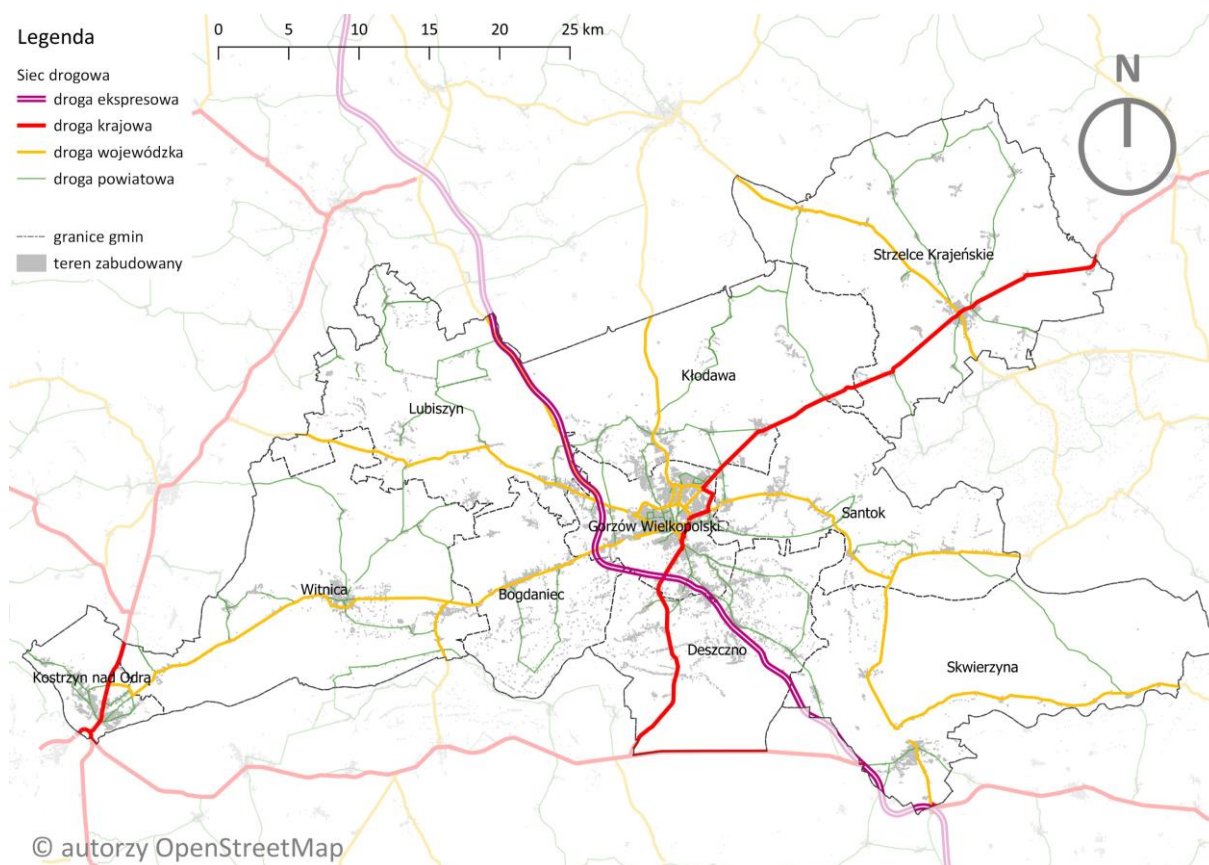 Legenda
0 5 10 15 20 25 km
Siec drogowa
droga ekspresowa
droga krajowa
droga wojewódzka
droga powiatowa
granice gmin
teren zabudowany
N
Strzelce Krajeńskie
Kłodawa
Lubiszyn
Santok
Gorzów Wielkopolski
Witnica
Bogdaniec
Deszczno
Skwierzyna
Kostrzyn nad Odrą
© autorzy OpenStreetMap